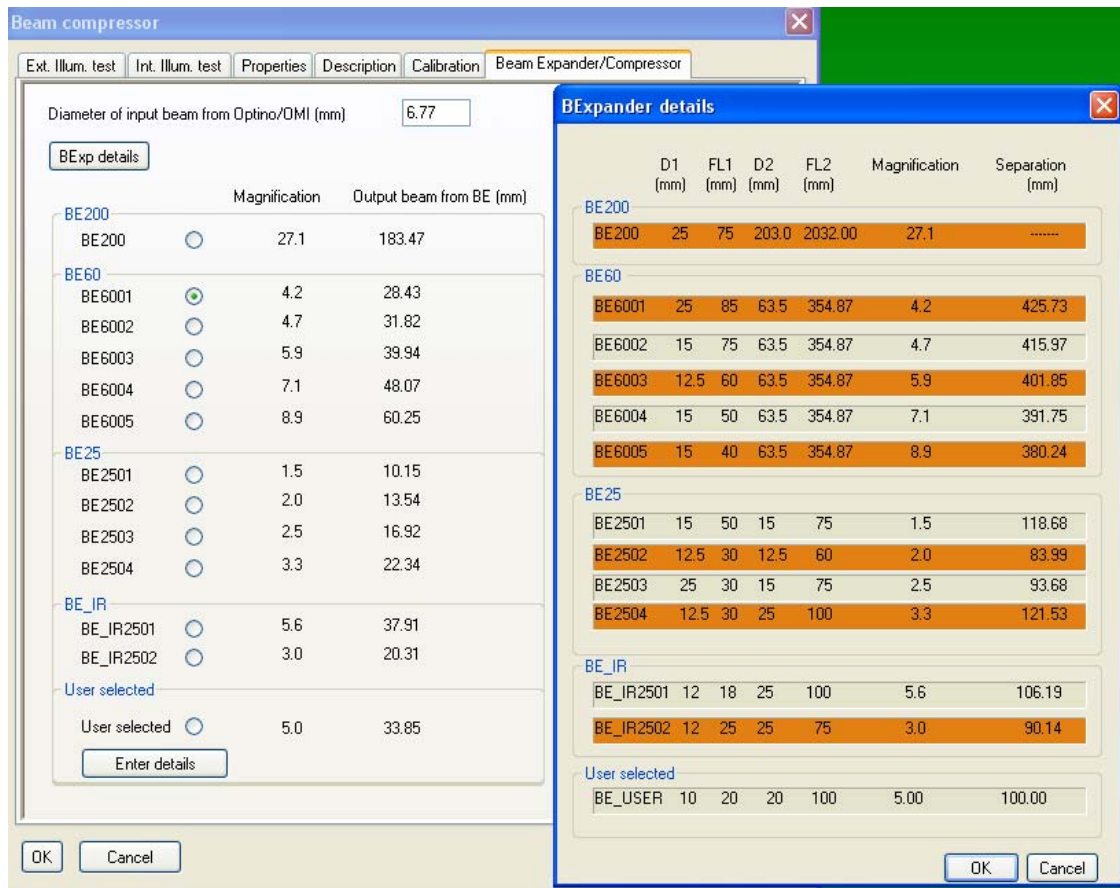 Beam compressor
Ext. Illum. test Int. Illum. test Properties Description Calibration Beam Expander/Compressor
Diameter of input beam from Optino/OMI (mm) 6.77
BExp details
Magnification Output beam from BE (mm)
BE200
BE200 27.1 183.47
BE60
BE6001 4.2 28.43
BE6002 4.7 31.82
BE6003 5.9 39.94
BE6004 7.1 48.07
BE6005 8.9 60.25
BE25
BE2501 1.5 10.15
BE2502 2.0 13.54
BE2503 2.5 16.92
BE2504 3.3 22.34
BE_IR
BE_IR2501 5.6 37.91
BE_IR2502 3.0 20.31
User selected
User selected 5.0 33.85
Enter details
OK Cancel
BExpander details
D1 FL1 D2 FL2 Magnification Separation
(mm) (mm) (mm) (mm) (mm)
BE200
BE200 25 75 203.0 2032.00 27.1 -------
BE60
BE6001 25 85 63.5 354.87 4.2 425.73
BE6002 15 75 63.5 354.87 4.7 415.97
BE6003 12.5 60 63.5 354.87 5.9 401.85
BE6004 15 50 63.5 354.87 7.1 391.75
BE6005 15 40 63.5 354.87 8.9 380.24
BE25
BE2501 15 50 15 75 1.5 118.68
BE2502 12.5 30 12.5 60 2.0 83.99
BE2503 25 30 15 75 2.5 93.68
BE2504 12.5 30 25 100 3.3 121.53
BE_IR
BE_IR2501 12 18 25 100 5.6 106.19
BE_IR2502 12 25 25 75 3.0 90.14
User selected
BE_USER 10 20 20 100 5.00 100.00
OK Cancel